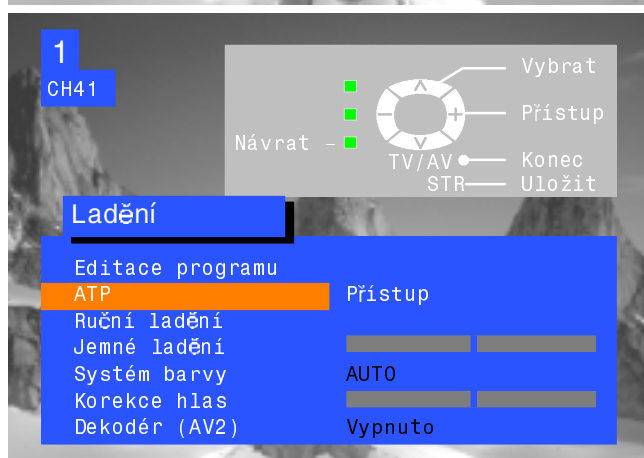 1
CH41
Vybrat
Přístup
Návrat
TV/AV Konec
STR Uložit
Ladění
Editace programu
ATP Přístup
Ruční ladění
Jemné ladění
Systém barvy AUTO
Korekce hlas
Dekodér (AV2) Vypnuto